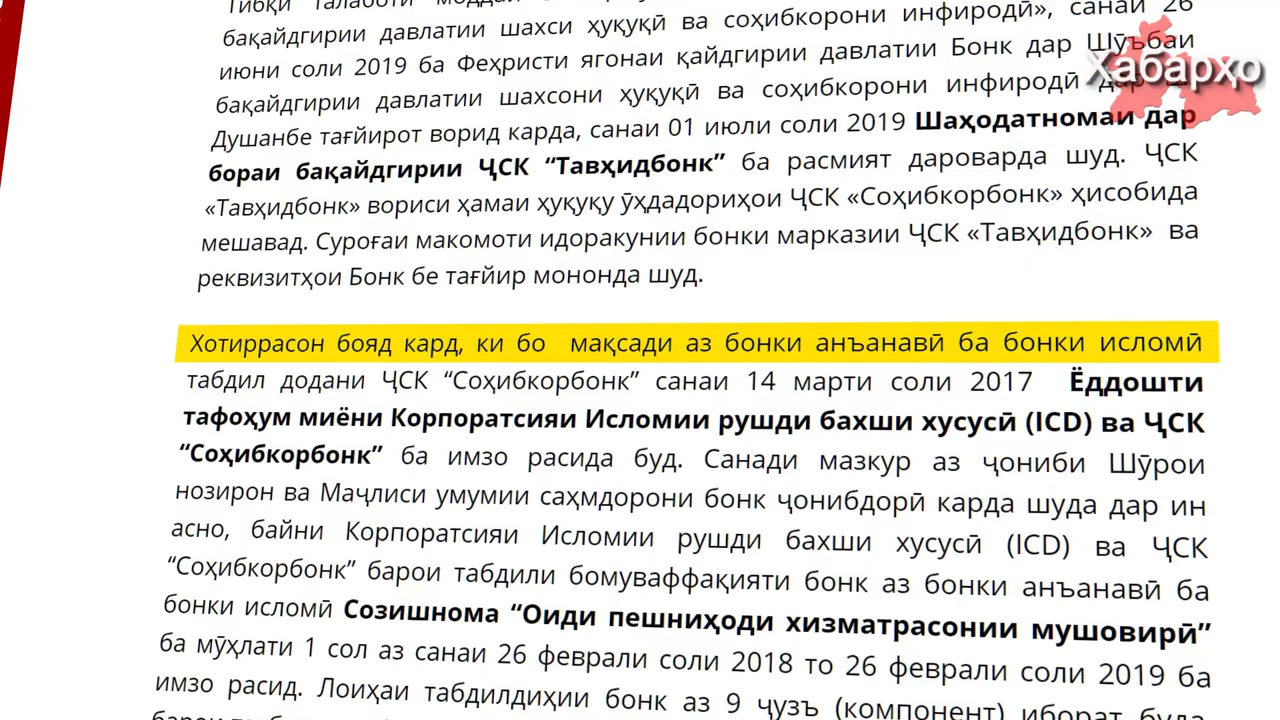 Тибқи талаботи моддаи
бақайдгирии давлатии шахси ҳуқуқӣ ва соҳибкорони инфиродӣ», санаи 26
июни соли 2019 ба Феҳристи ягонаи қайдгирии давлатии Бонк дар Шӯъбаи
бақайдгирии давлатии шахсони ҳуқуқӣ ва соҳибкорони инфиродӣ дар
Душанбе тағйирот ворид карда, санаи 01 июли соли 2019 Шаҳодатномаи дар
бораи бақайдгирии ҶСК “Тавҳидбонк” ба расмият дароварда шуд. ҶСК
«Тавҳидбонк» вориси ҳамаи ҳуқуқу ӯҳдадориҳои ҶСК «Соҳибкорбонк» ҳисобида
мешавад. Суроғаи макомоти идоракунии бонки марказии ҶСК «Тавҳидбонк» ва
реквизитҳои Бонк бе тағйир мононда шуд.
Хотиррасон бояд кард, ки бо мақсади аз бонки анъанавӣ ба бонки исломӣ
табдил додани ҶСК “Соҳибкорбонк” санаи 14 марти соли 2017 Ёддошти
тафоҳум миёни Корпоратсияи Исломии рушди бахши хусусӣ (ICD) ва ҶСК
“Соҳибкорбонк” ба имзо расида буд. Санади мазкур аз ҷониби Шӯрои
нозирон ва Маҷлиси умумии саҳмдорони бонк ҷонибдорӣ карда шуда дар ин
асно, байни Корпоратсияи Исломии рушди бахши хусусӣ (ICD) ва ҶСК
“Соҳибкорбонк” барои табдили бомуваффақияти бонк аз бонки анъанавӣ ба
бонки исломӣ Созишнома “Оиди пешниҳоди хизматрасонии мушовирӣ”
ба мӯҳлати 1 сол аз санаи 26 феврали соли 2018 то 26 феврали соли 2019 ба
имзо расид. Лоиҳаи табдилдиҳии бонк аз 9 ҷузъ (компонент) иборат буда
Хабарҳо